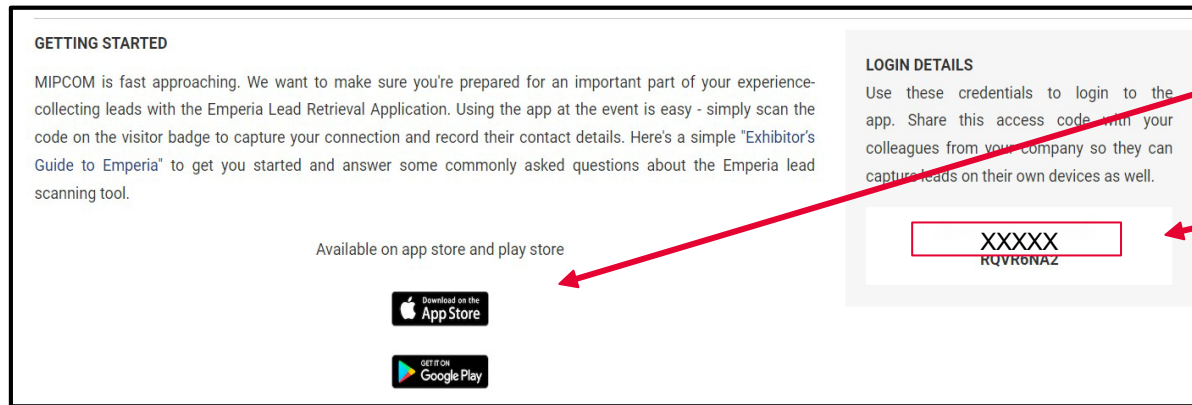 GETTING STARTED
MIPCOM is fast approaching. We want to make sure you're prepared for an important part of your experience-
collecting leads with the Emperia Lead Retrieval Application. Using the app at the event is easy - simply scan the
code on the visitor badge to capture your connection and record their contact details. Here's a simple "Exhibitor's
Guide to Emperia" to get you started and answer some commonly asked questions about the Emperia lead
scanning tool.
Available on app store and play store
Download on the
App Store
GET IT ON
Google Play
LOGIN DETAILS
Use these credentials to login to the
app. Share this access code with your
colleagues from your company so they can
capture leads on their own devices as well.
XXXXX
RQVR6NA2